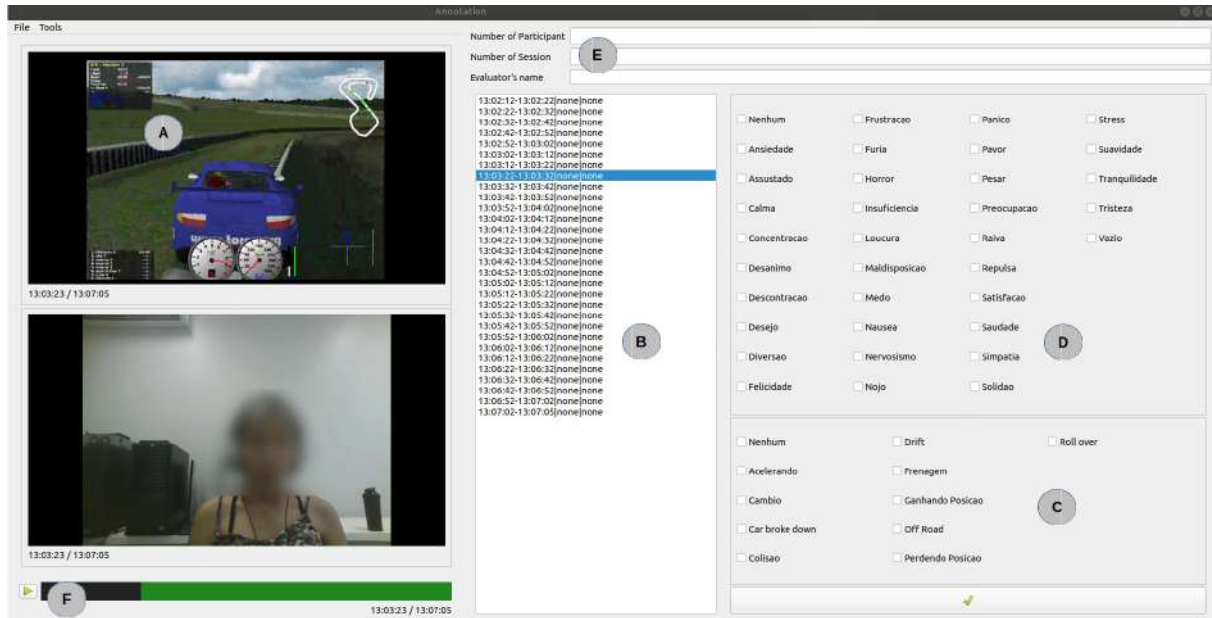 Annotation
File Tools
A
13:03:23 / 13:07:05
13:03:23 / 13:07:05
F
13:03:23 / 13:07:05
Number of Participant
Number of Session
Evaluator's name
E
13:02:12-13:02:22|none|none
13:02:22-13:02:32|none|none
13:02:32-13:02:42|none|none
13:02:42-13:02:52|none|none
13:02:52-13:03:02|none|none
13:03:02-13:03:12|none|none
13:03:12-13:03:22|none|none
13:03:22-13:03:32|none|none
13:03:32-13:03:42|none|none
13:03:42-13:03:52|none|none
13:03:52-13:04:02|none|none
13:04:02-13:04:12|none|none
13:04:12-13:04:22|none|none
13:04:22-13:04:32|none|none
13:04:32-13:04:42|none|none
13:04:42-13:04:52|none|none
13:04:52-13:05:02|none|none
13:05:02-13:05:12|none|none
13:05:12-13:05:22|none|none
13:05:22-13:05:32|none|none
13:05:32-13:05:42|none|none
13:05:42-13:05:52|none|none
13:05:52-13:06:02|none|none
13:06:02-13:06:12|none|none
13:06:12-13:06:22|none|none
13:06:22-13:06:32|none|none
13:06:32-13:06:42|none|none
13:06:42-13:06:52|none|none
13:06:52-13:07:02|none|none
13:07:02-13:07:05|none|none
B
Nenhum Frustracao Panico Stress
Ansiedade Furia Pavor Suavidade
Assustado Horror Pesar Tranquilidade
Calma Insuficiencia Preocupacao Tristeza
Concentracao Loucura Raiva Vazio
Desanimo Maldisposicao Repulsa
Descontracao Medo Satisfacao
Desejo Nausea Saudade
Diversao Nervosismo Simpatia
D
Felicidade Nojo Solidao
Nenhum Drift Roll over
Acelerando Frenagem
Cambio Ganhando Posicao
C
Car broke down Off Road
Colisao Perdendo Posicao